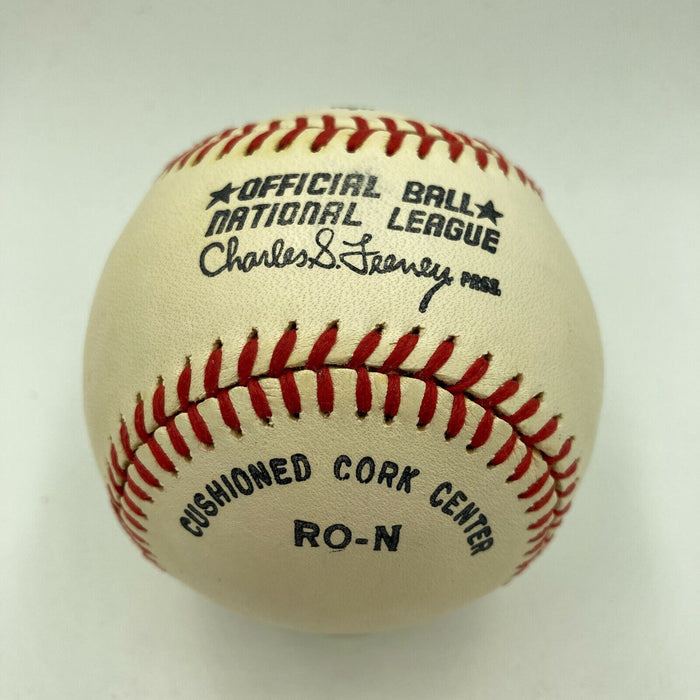 ★OFFICIAL BALL★
NATIONAL LEAGUE
Charles S. Feeney PRES.
CUSHIONED CORK CENTER
RO-N